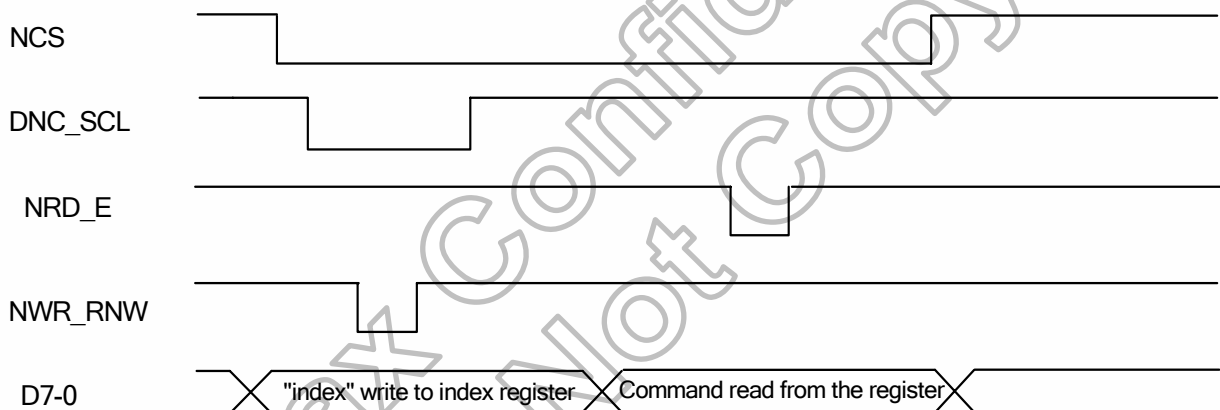 NCS
DNC_SCL
NRD_E
NWR_RNW
D7-0
"index" write to index register
Command read from the register